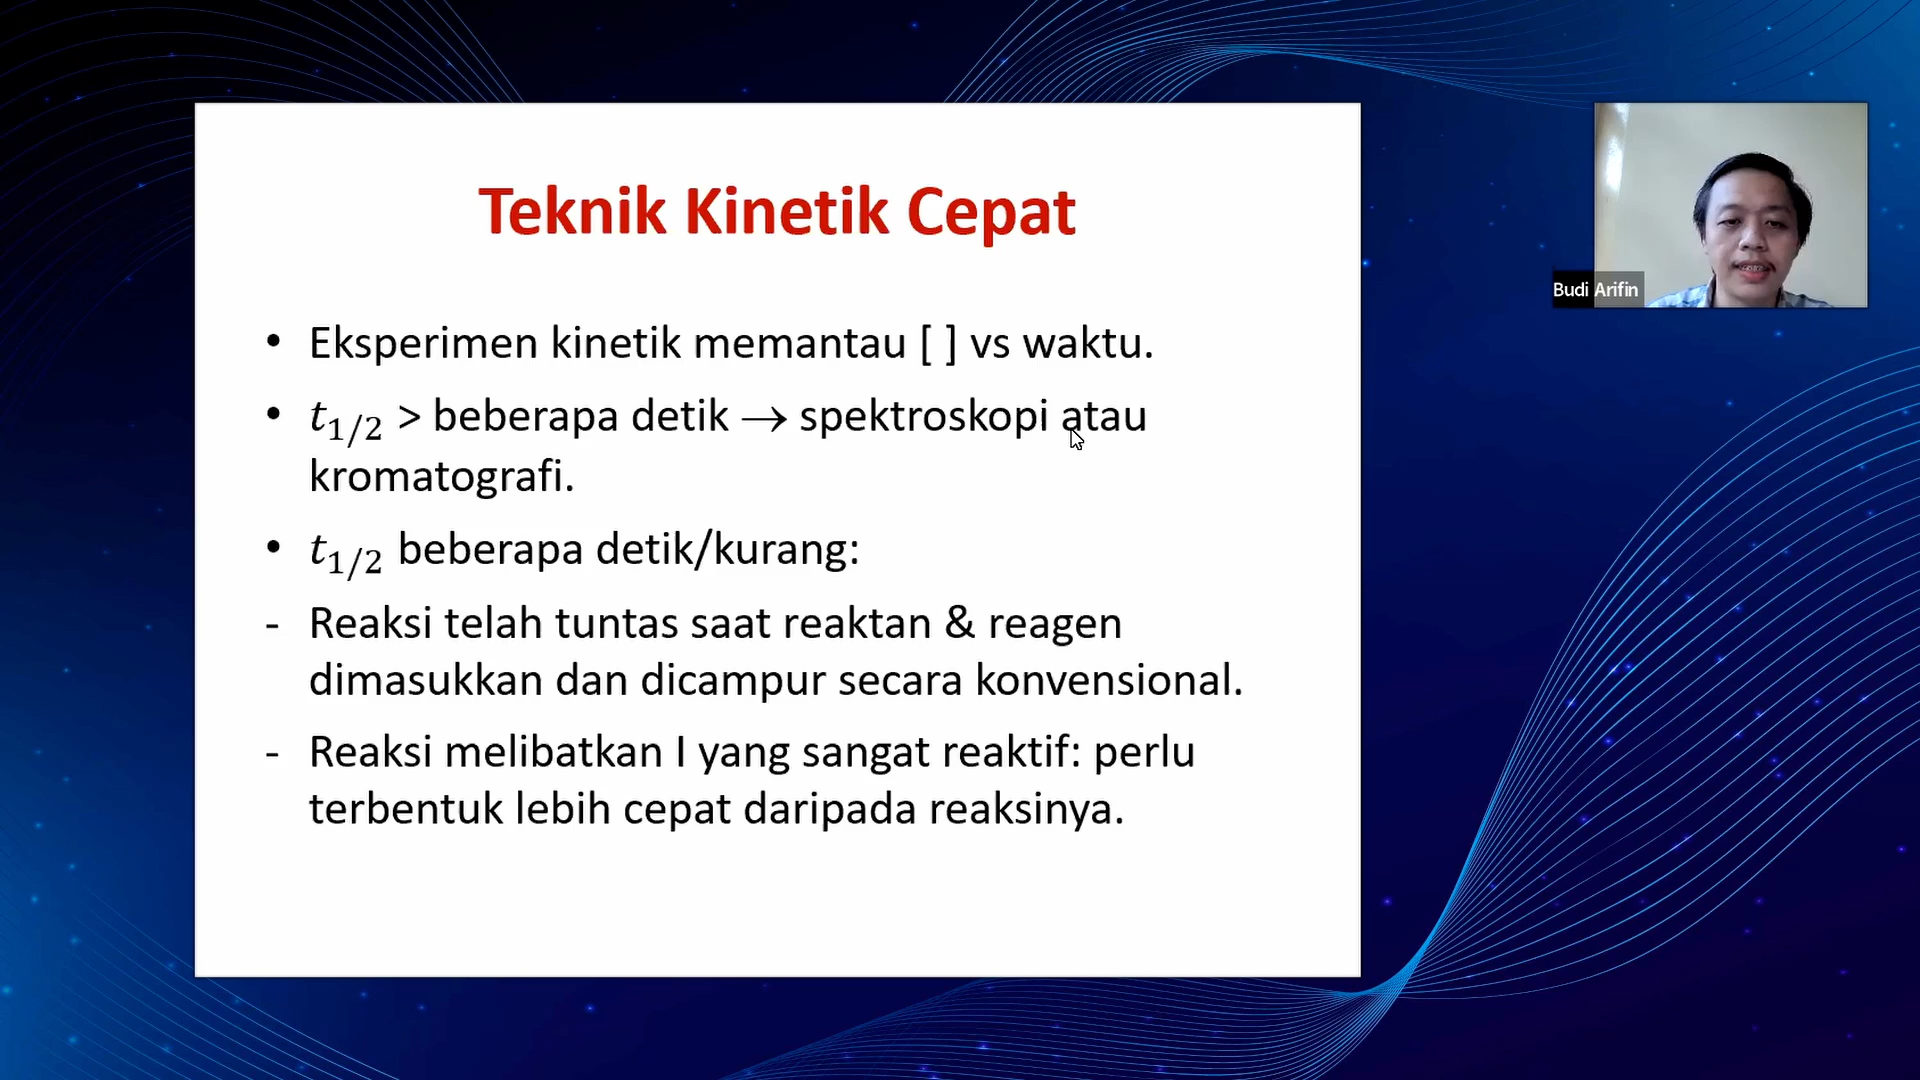 Teknik Kinetik Cepat
• Eksperimen kinetik memantau [ ] vs waktu.
• t1/2 > beberapa detik → spektroskopi atau
kromatografi.
• t1/2 beberapa detik/kurang:
- Reaksi telah tuntas saat reaktan & reagen
dimasukkan dan dicampur secara konvensional.
- Reaksi melibatkan I yang sangat reaktif: perlu
terbentuk lebih cepat daripada reaksinya.
Budi Arifin